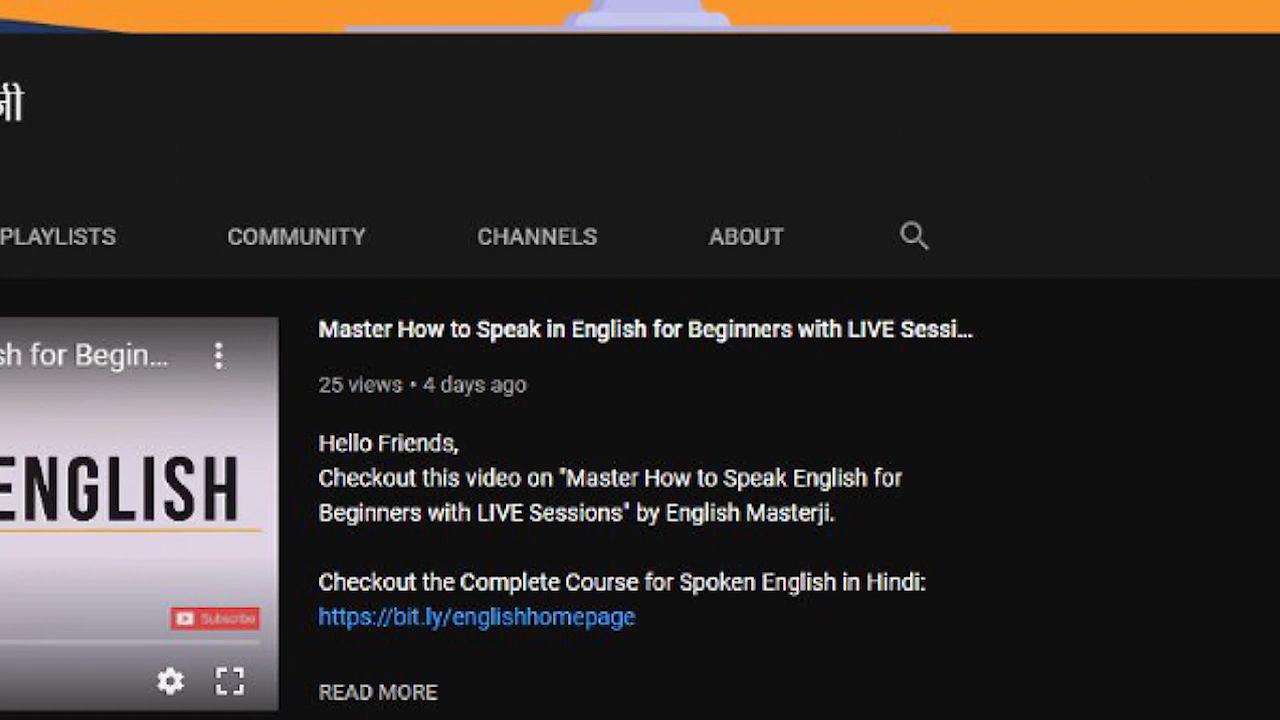 जी
PLAYLISTS COMMUNITY CHANNELS ABOUT
sh for Begin...
ENGLISH
Subscribe
Master How to Speak in English for Beginners with LIVE Sessi...
25 views • 4 days ago
Hello Friends,
Checkout this video on "Master How to Speak English for
Beginners with LIVE Sessions" by English Masterji.
Checkout the Complete Course for Spoken English in Hindi:
https://bit.ly/englishhomepage
READ MORE